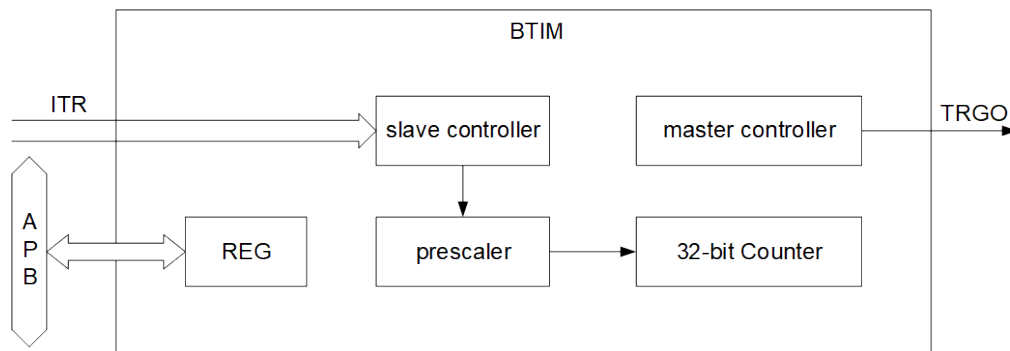 BTIM
ITR
slave controller
master controller
TRGO
A
P
B
REG
prescaler
32-bit Counter